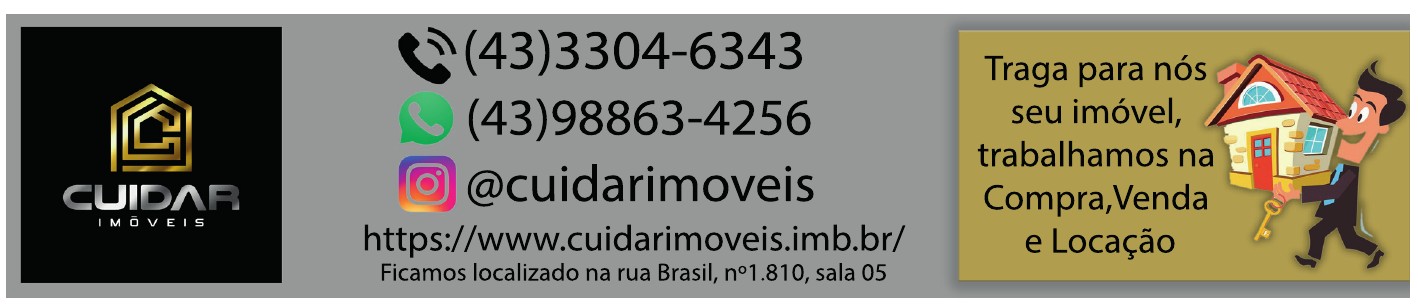 CUIDAR
IMÓVEIS
(43)3304-6343
(43)98863-4256
@cuidarimoveis
https://www.cuidarimoveis.imb.br/
Ficamos localizado na rua Brasil, nº1.810, sala 05
Traga para nós
seu imóvel,
trabalhamos na
Compra,Venda
e Locação